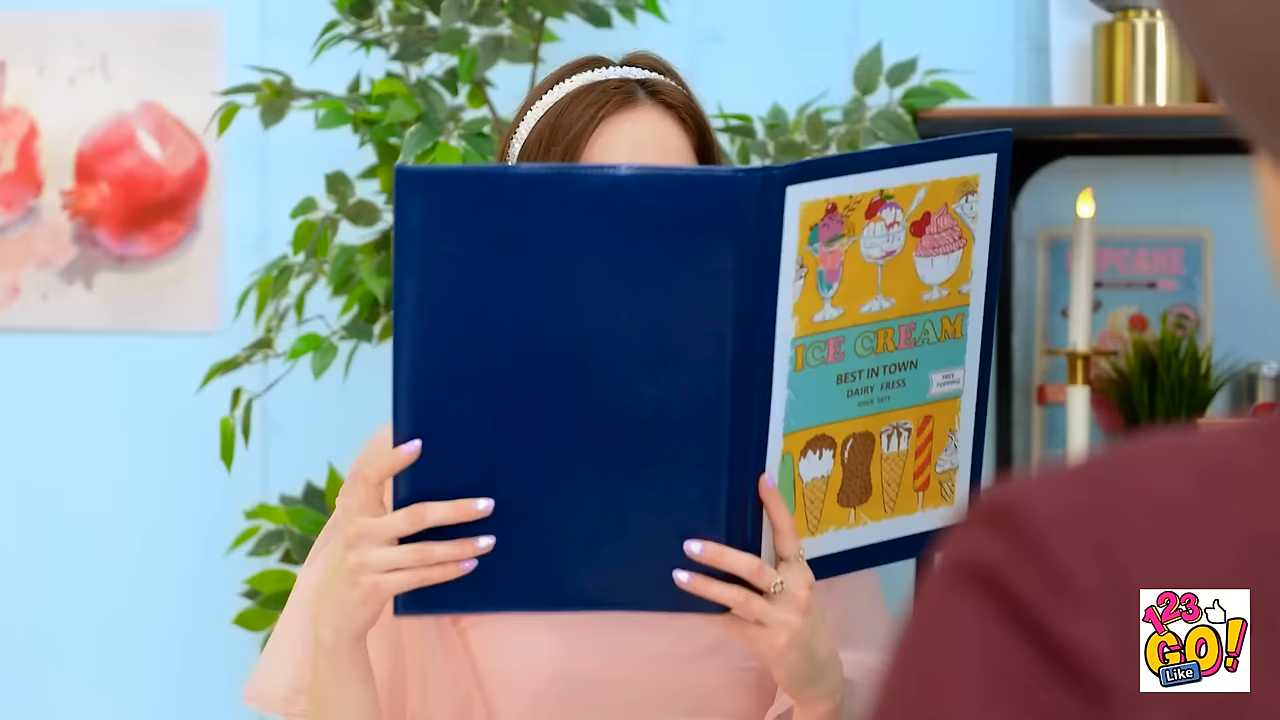 ICE CREAM
BEST IN TOWN
DAIRY FRESS
FREE
TOPPING
CUPCAKE
123
GO!
Like